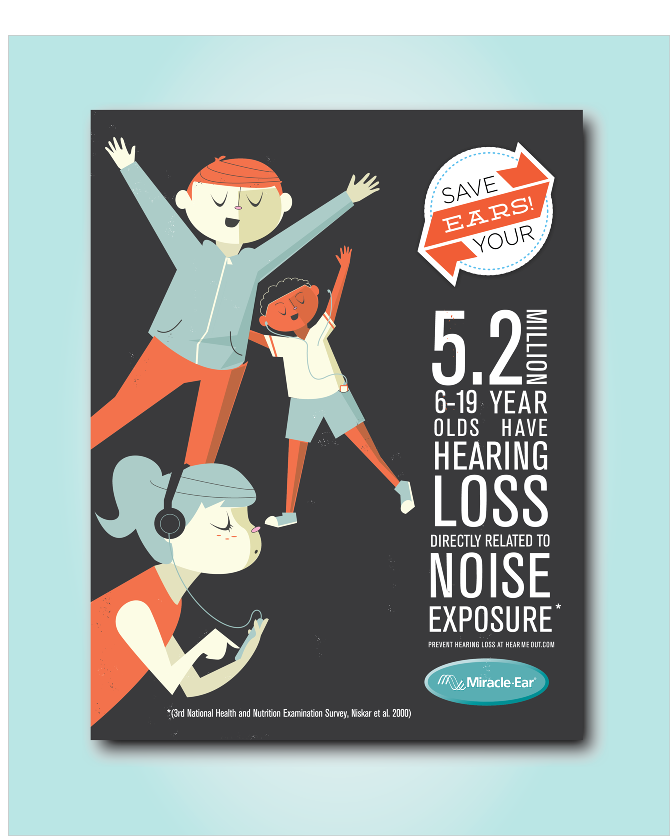 SAVE
EARS!
YOUR
5.2 MILLION
6-19 YEAR
OLDS HAVE
HEARING
LOSS
DIRECTLY RELATED TO
NOISE
EXPOSURE*
PREVENT HEARING LOSS AT HEARMEOUT.COM
Miracle-Ear®
*(3rd National Health and Nutrition Examination Survey, Niskar et al. 2000)